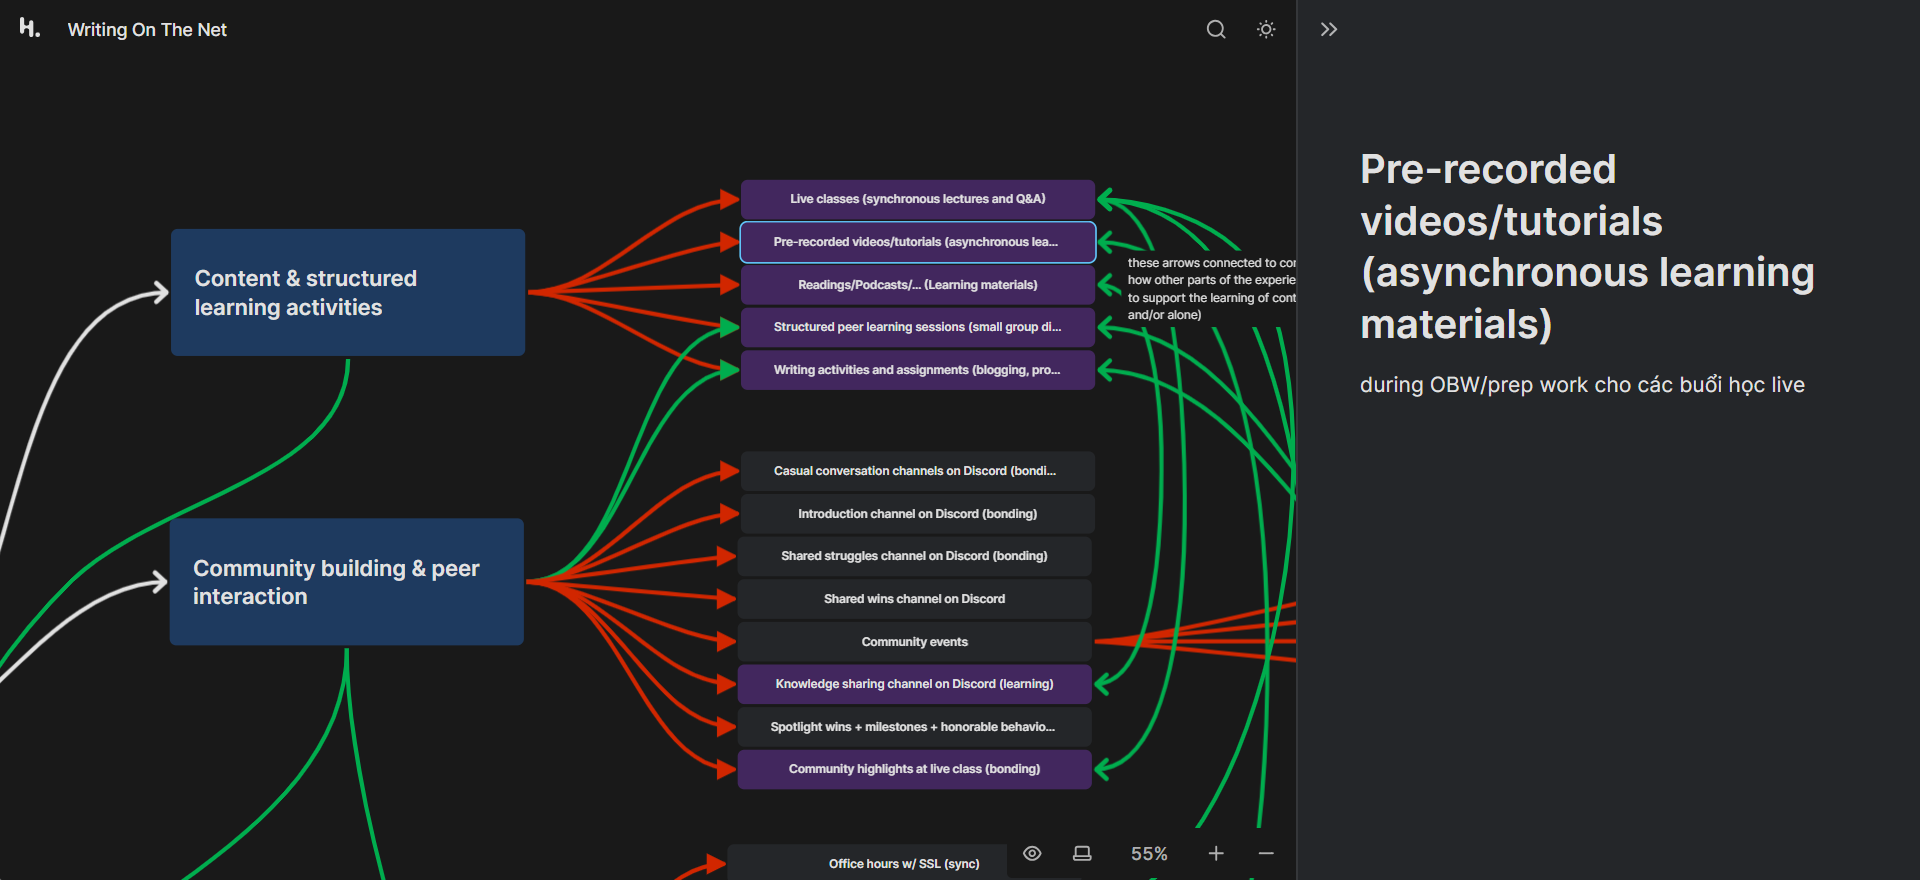 H.
Writing On The Net
Content & structured
learning activities
Community building & peer
interaction
Live classes (synchronous lectures and Q&A)
Pre-recorded videos/tutorials (asynchronous lea...
Readings/Podcasts/... (Learning materials)
Structured peer learning sessions (small group di...
Writing activities and assignments (blogging, pro...
these arrows connected to con
how other parts of the experie
to support the learning of cont
and/or alone)
Casual conversation channels on Discord (bondi...
Introduction channel on Discord (bonding)
Shared struggles channel on Discord (bonding)
Shared wins channel on Discord
Community events
Knowledge sharing channel on Discord (learning)
Spotlight wins + milestones + honorable behavio...
Community highlights at live class (bonding)
Office hours w/ SSL (sync)
55%
Pre-recorded
videos/tutorials
(asynchronous learning
materials)
during OBW/prep work cho các buổi học live